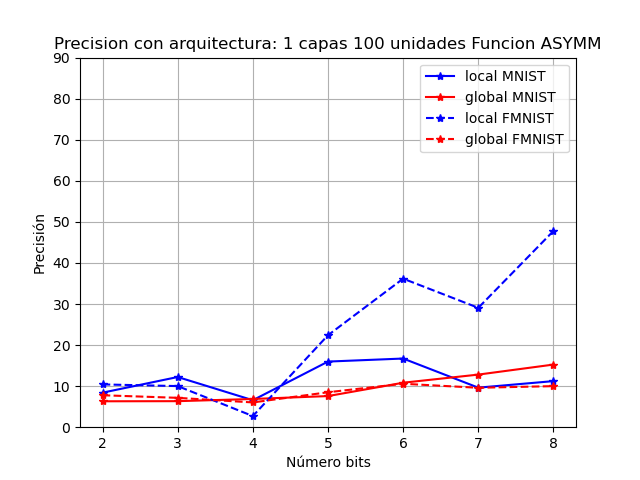 Precision con arquitectura: 1 capas 100 unidades Funcion ASYMM
90
80
70
60
50
40
30
20
10
0
Precisión
local MNIST
global MNIST
local FMNIST
global FMNIST
2 3 4 5 6 7 8
Número bits